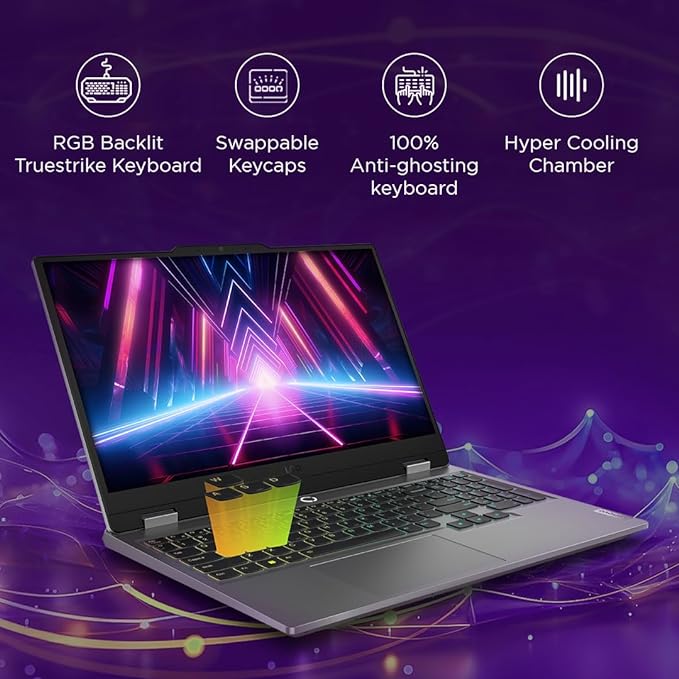 RGB Backlit
Truestrike Keyboard
Swappable
Keycaps
100%
Anti-ghosting
keyboard
Hyper Cooling
Chamber
W
A S D